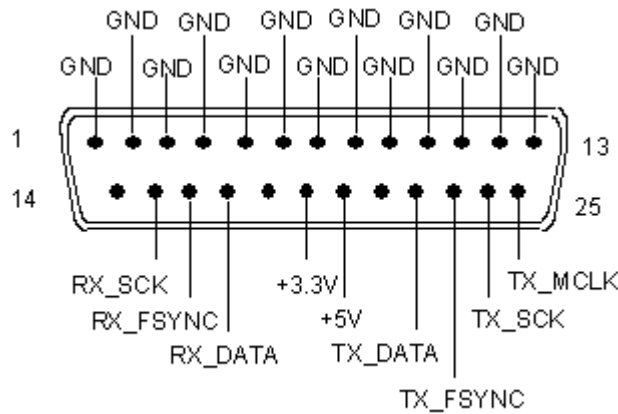 GND GND GND GND GND GND
GND GND GND GND GND GND GND
1 13
14 25
RX_SCK +3.3V TX_MCLK
RX_FSYNC +5V TX_SCK
RX_DATA TX_DATA
TX_FSYNC